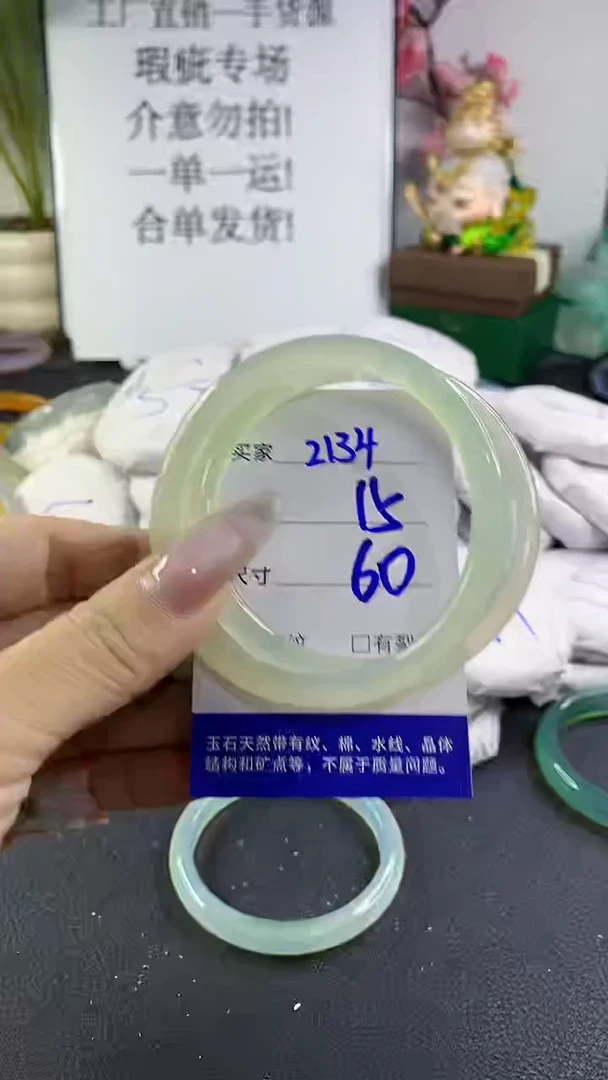 工厂直销一手货源
瑕疵专场
介意勿拍!
一单一运!
合单发货!
买家 2134
15
尺寸 60
纹 □有裂
玉石天然带有纹、棉、水线、晶体
结构和矿点等，不属于质量问题。